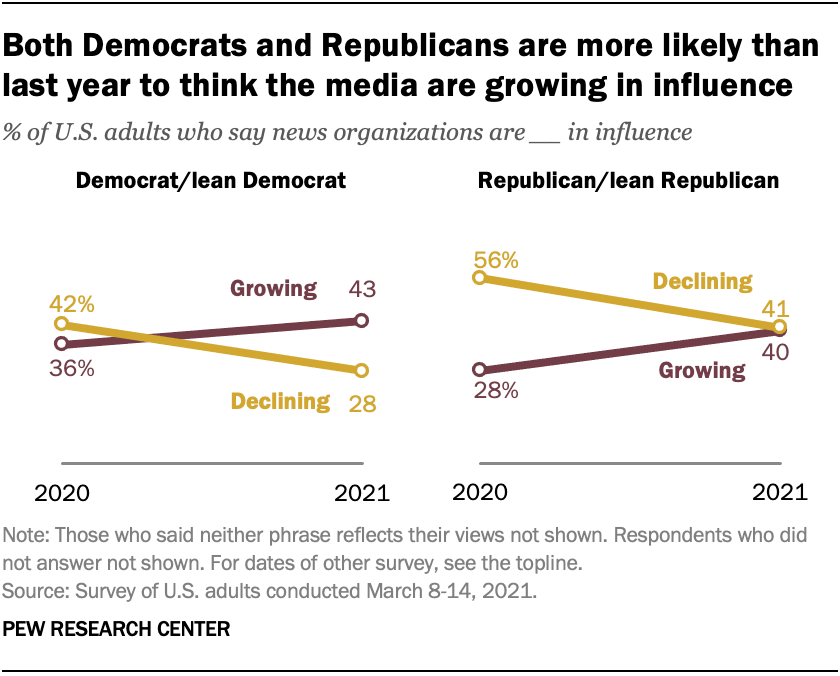 Both Democrats and Republicans are more likely than
last year to think the media are growing in influence
% of U.S. adults who say news organizations are __ in influence
Democrat/lean Democrat
42%
36%
Growing
43
Declining
28
2020
2021
Republican/lean Republican
56%
28%
Declining
41
40
Growing
2020
2021
Note: Those who said neither phrase reflects their views not shown. Respondents who did
not answer not shown. For dates of other survey, see the topline.
Source: Survey of U.S. adults conducted March 8-14, 2021.
PEW RESEARCH CENTER